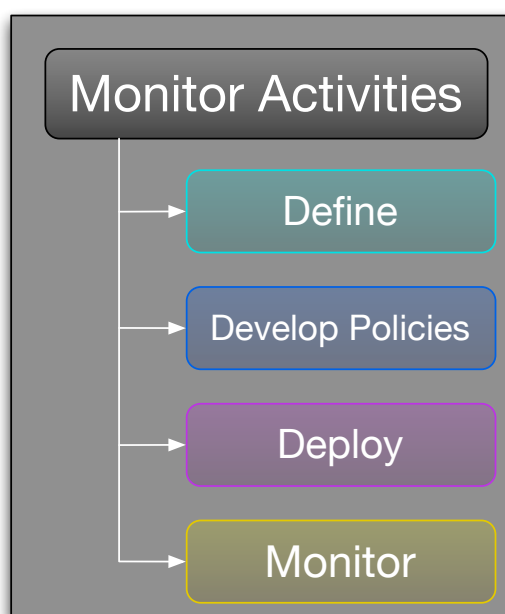 Monitor Activities
Define
Develop Policies
Deploy
Monitor